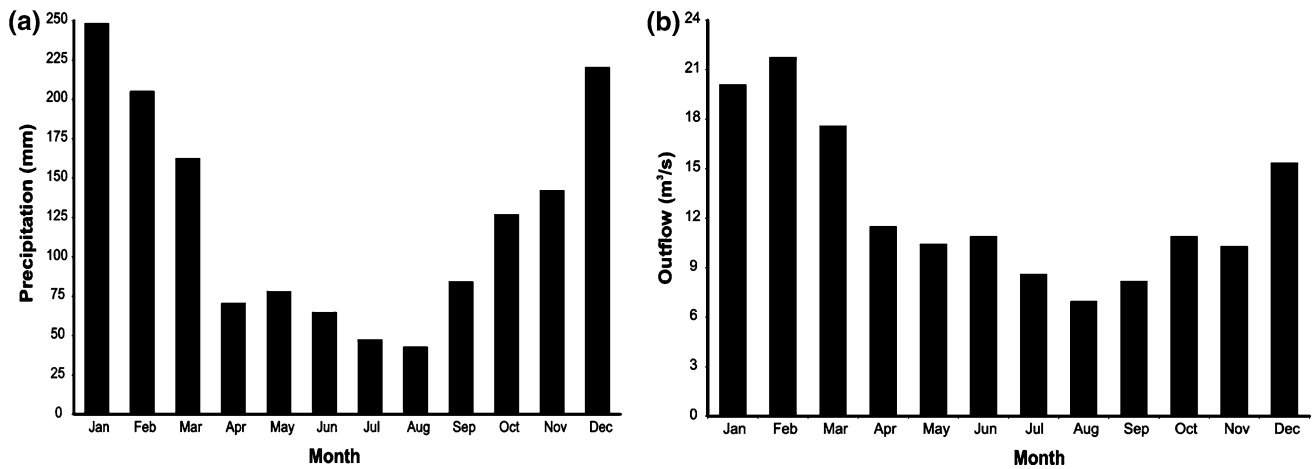 (a)
Precipitation (mm)
250
225
200
175
150
125
100
75
50
25
0
Jan Feb Mar Apr May Jun Jul Aug Sep Oct Nov Dec
Month
(b)
Outflow (m³/s)
24
21
18
15
12
9
6
3
0
Jan Feb Mar Apr May Jun Jul Aug Sep Oct Nov Dec
Month